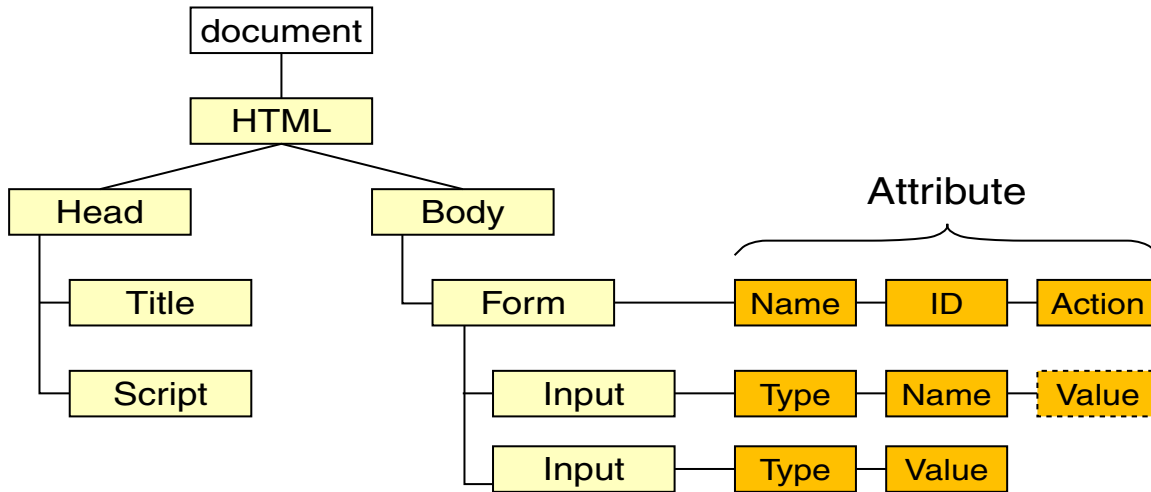 document
HTML
Head
Body
Attribute
Title
Form
Name
ID
Action
Script
Input
Type
Name
Value
Input
Type
Value